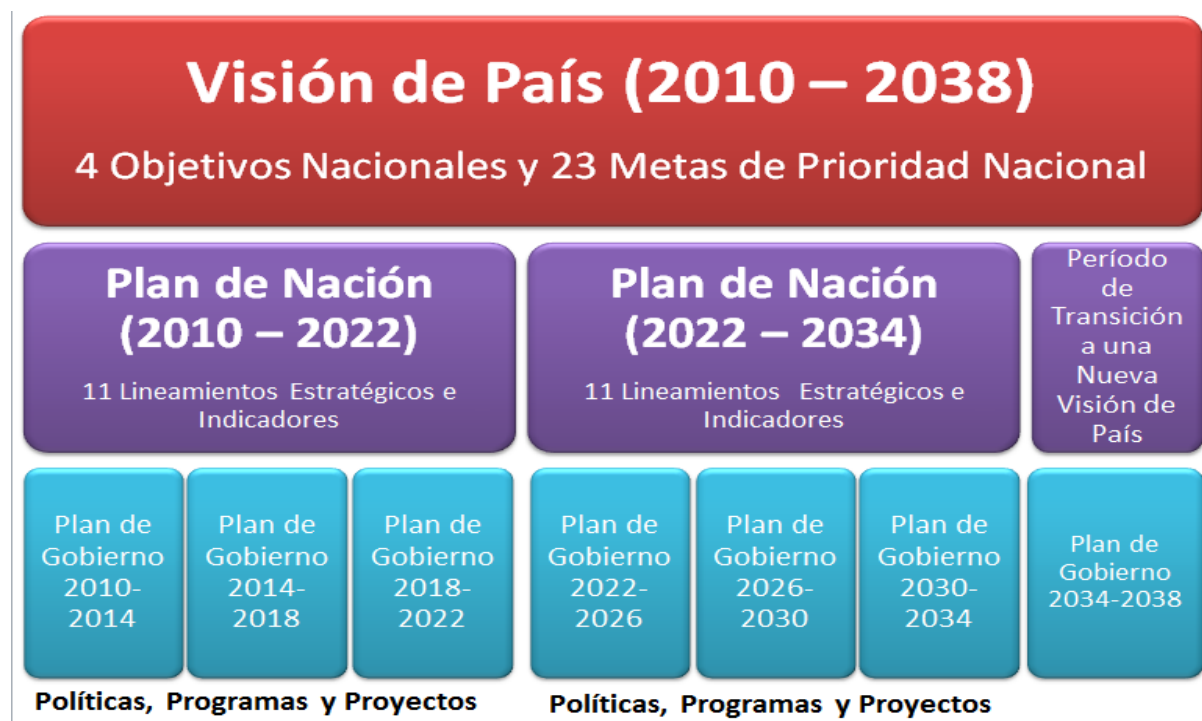 Visión de País (2010 – 2038)
4 Objetivos Nacionales y 23 Metas de Prioridad Nacional
Plan de Nación
(2010 – 2022)
11 Lineamientos Estratégicos e
Indicadores
Plan de Nación
(2022 – 2034)
11 Lineamientos Estratégicos e
Indicadores
Período
de
Transición
a una
Nueva
Visión de
País
Plan de
Gobierno
2010-
2014
Plan de
Gobierno
2014-
2018
Plan de
Gobierno
2018-
2022
Plan de
Gobierno
2022-
2026
Plan de
Gobierno
2026-
2030
Plan de
Gobierno
2030-
2034
Plan de
Gobierno
2034-2038
Políticas, Programas y Proyectos
Políticas, Programas y Proyectos